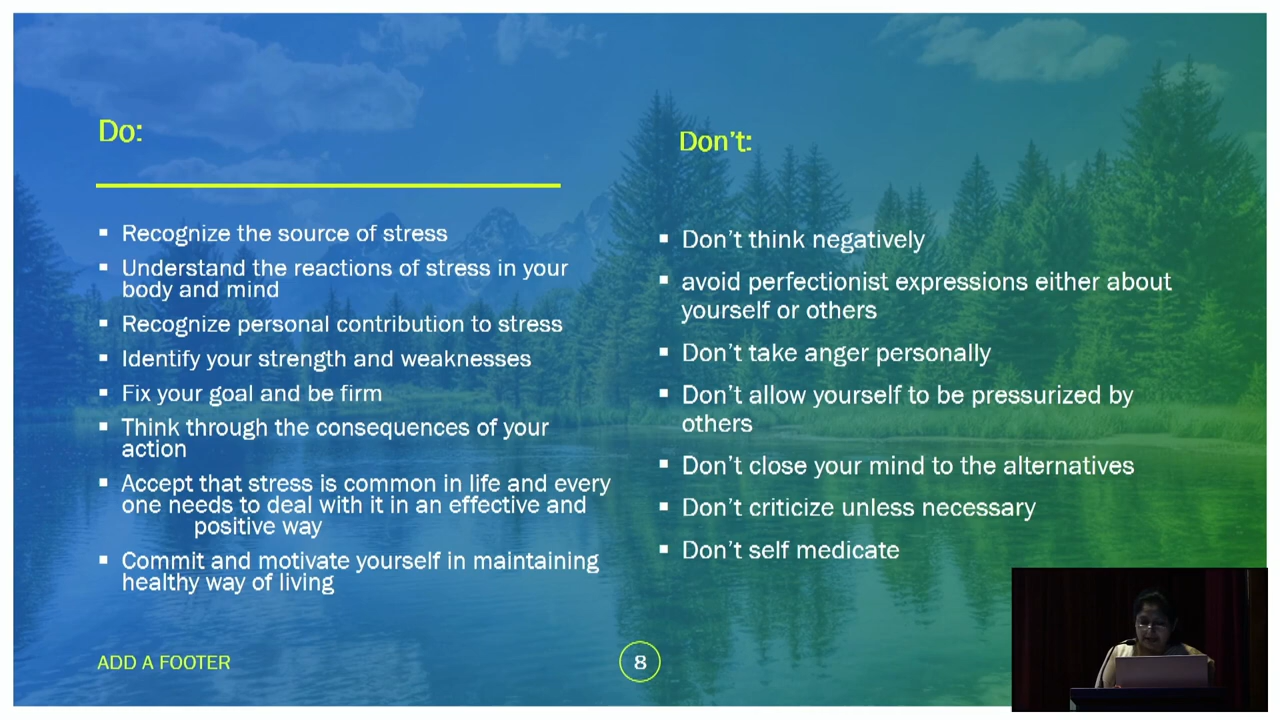 Do:
Recognize the source of stress
Understand the reactions of stress in your
body and mind
Recognize personal contribution to stress
Identify your strength and weaknesses
Fix your goal and be firm
Think through the consequences of your
action
Accept that stress is common in life and every
one needs to deal with it in an effective and
positive way
Commit and motivate yourself in maintaining
healthy way of living
Don't:
Don't think negatively
avoid perfectionist expressions either about
yourself or others
Don't take anger personally
Don't allow yourself to be pressurized by
others
Don't close your mind to the alternatives
Don't criticize unless necessary
Don't self medicate
ADD A FOOTER
8